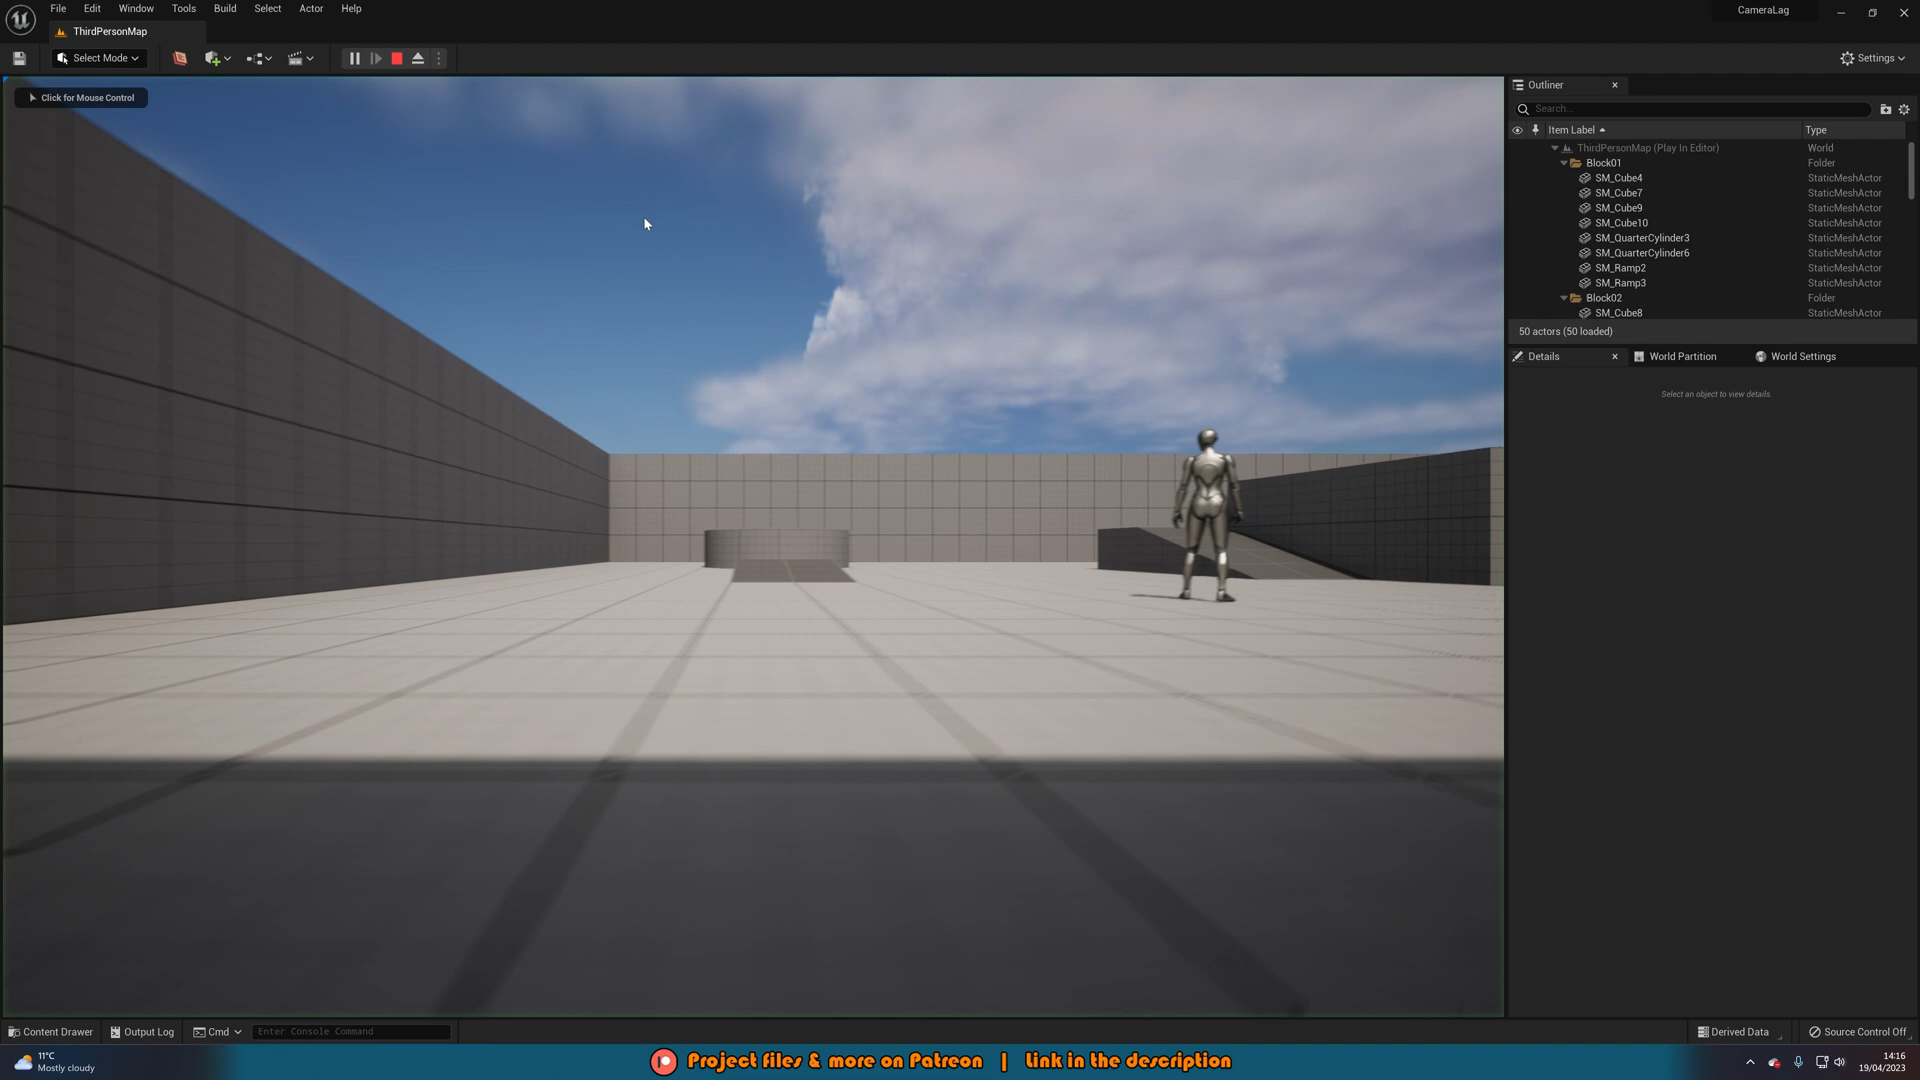 File Edit Window Tools Build Select Actor Help
CameraLag
ThirdPersonMap
Select Mode
Settings
Click for Mouse Control
Outliner
Search...
Item Label Type
ThirdPersonMap (Play In Editor) World
Block01 Folder
SM_Cube4 StaticMeshActor
SM_Cube7 StaticMeshActor
SM_Cube9 StaticMeshActor
SM_Cube10 StaticMeshActor
SM_QuarterCylinder3 StaticMeshActor
SM_QuarterCylinder6 StaticMeshActor
SM_Ramp2 StaticMeshActor
SM_Ramp3 StaticMeshActor
Block02 Folder
SM_Cube8 StaticMeshActor
50 actors (50 loaded)
Details World Partition World Settings
Select an object to view details.
Content Drawer Output Log Cmd Enter Console Command Derived Data Source Control Off
11°C
Mostly cloudy
Project files & more on Patreon | Link in the description
14:16
19/04/2023